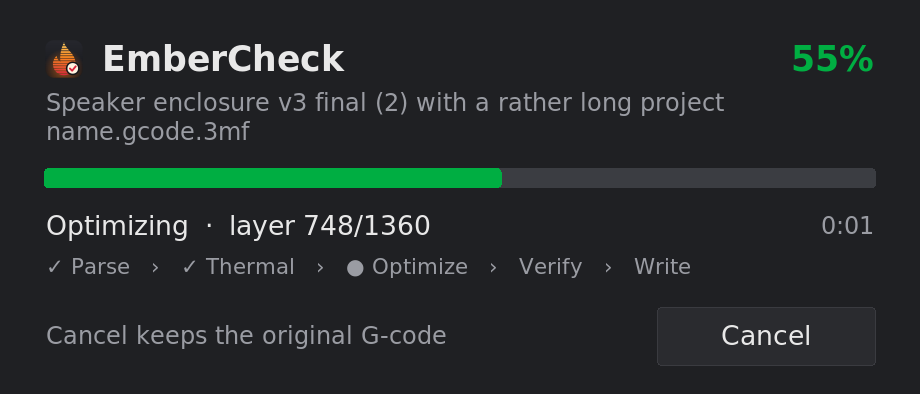 EmberCheck
55%
Speaker enclosure v3 final (2) with a rather long project
name.gcode.3mf
Optimizing · layer 748/1360
0:01
✓ Parse › ✓ Thermal › ● Optimize › Verify › Write
Cancel keeps the original G-code
Cancel